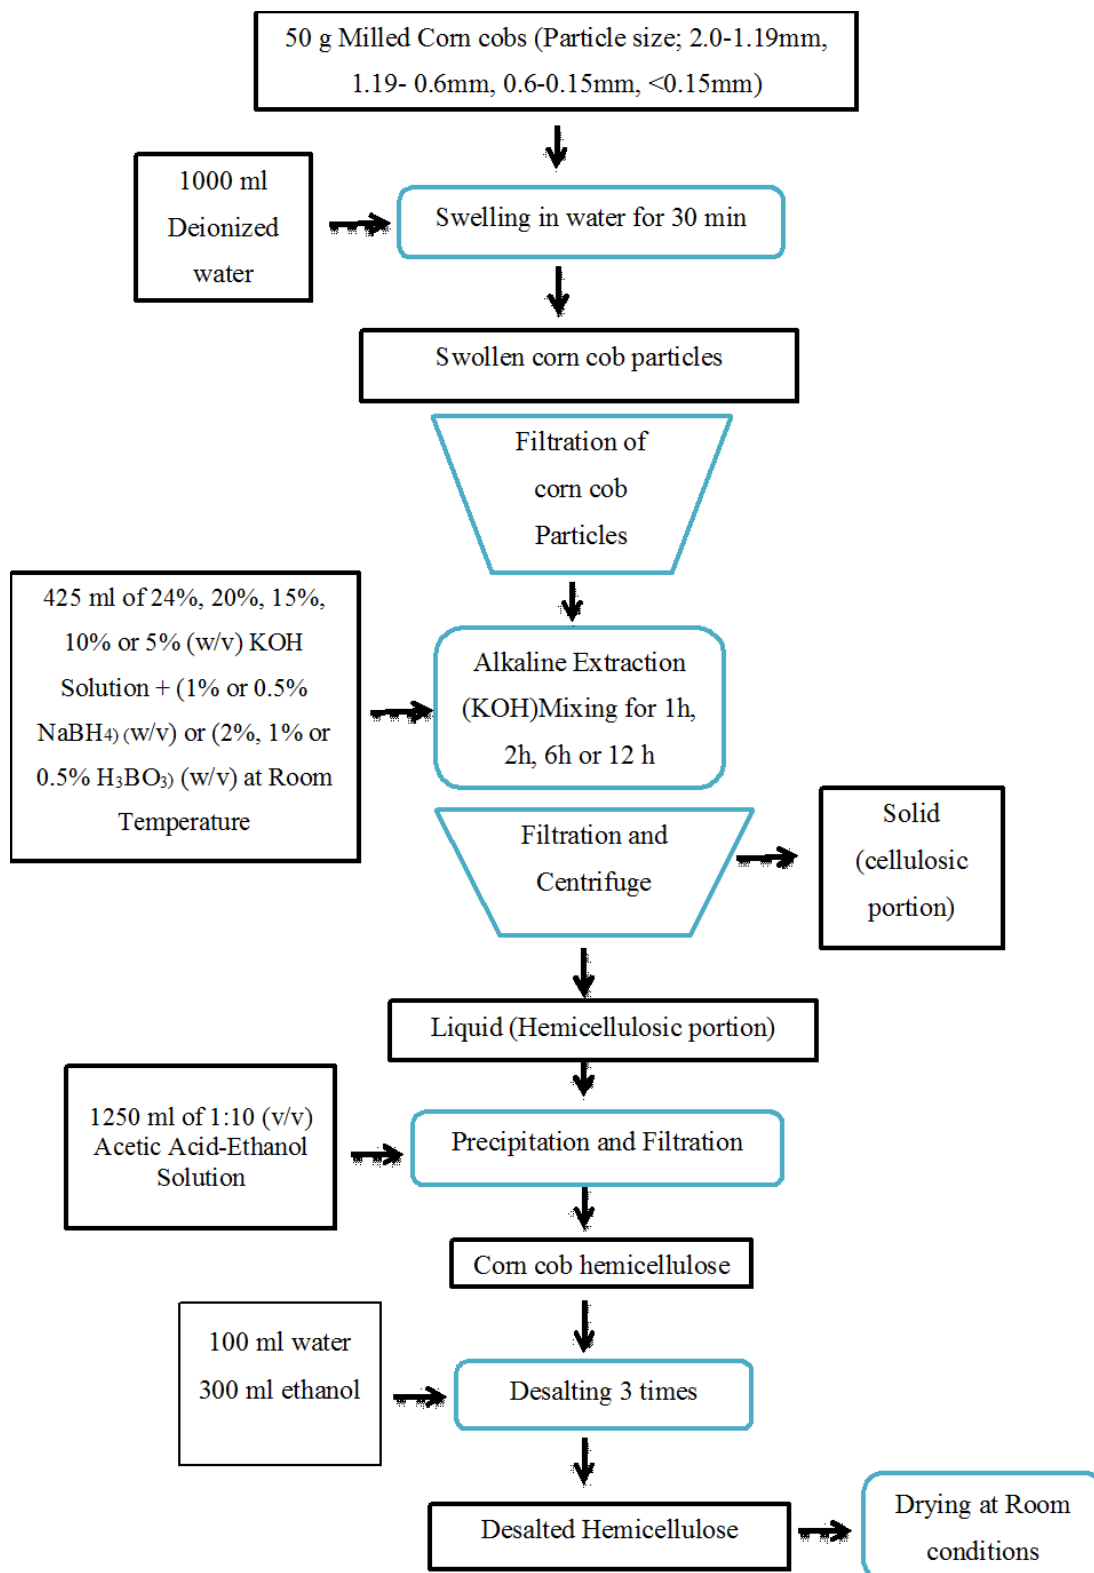 50 g Milled Corn cobs (Particle size; 2.0-1.19mm,
1.19- 0.6mm, 0.6-0.15mm, <0.15mm)
1000 ml
Deionized
water
Swelling in water for 30 min
Swollen corn cob particles
Filtration of
corn cob
Particles
425 ml of 24%, 20%, 15%,
10% or 5% (w/v) KOH
Solution + (1% or 0.5%
NaBH4) (w/v) or (2%, 1% or
0.5% H3BO3) (w/v) at Room
Temperature
Alkaline Extraction
(KOH)Mixing for 1h,
2h, 6h or 12 h
Filtration and
Centrifuge
Solid
(cellulosic
portion)
Liquid (Hemicellulosic portion)
1250 ml of 1:10 (v/v)
Acetic Acid-Ethanol
Solution
Precipitation and Filtration
Corn cob hemicellulose
100 ml water
300 ml ethanol
Desalting 3 times
Desalted Hemicellulose
Drying at Room
conditions